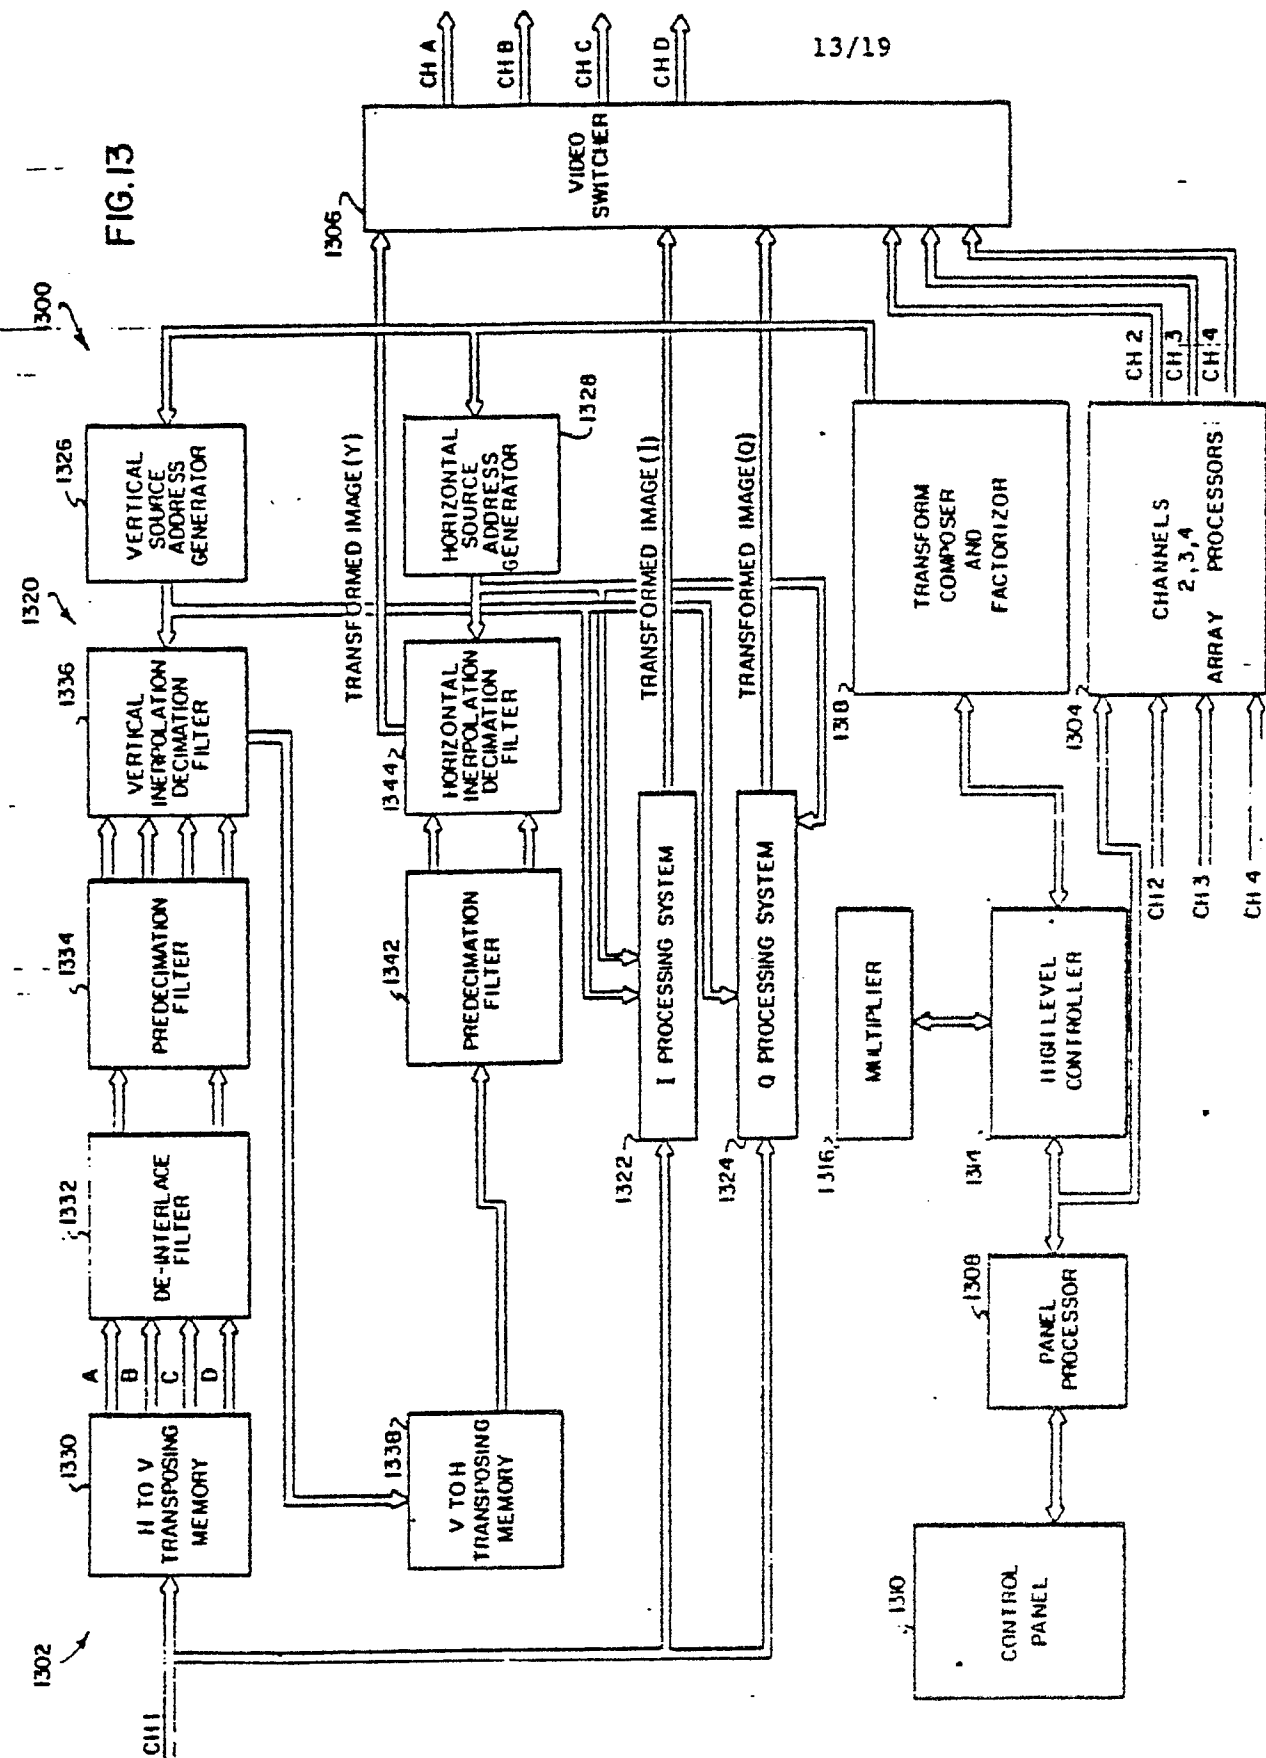 13/19
FIG.13
1300
1302
CH 1
1330
H TO V
TRANSPOSING
MEMORY
A
B
C
D
1332
DE-INTERLACE
FILTER
1334
PREDECIMATION
FILTER
1336
VERTICAL
INERPOLATION
DECIMATION
FILTER
1320
1326
VERTICAL
SOURCE
ADDRESS
GENERATOR
1306
VIDEO
SWITCHER
CH A
CH B
CH C
CH D
1338
V TO H
TRANSPOSING
MEMORY
1342
PREDECIMATION
FILTER
1344
HORIZONTAL
INERPOLATION
DECIMATION
FILTER
TRANSFORMED IMAGE (Y)
HORIZONTAL
SOURCE
ADDRESS
GENERATOR
1328
1322
I PROCESSING SYSTEM
TRANSFORMED IMAGE (I)
1324
Q PROCESSING SYSTEM
TRANSFORMED IMAGE (Q)
1316
MULTIPLIER
1318
TRANSFORM
COMPOSER
AND
FACTORIZOR
1310
CONTROL
PANEL
1308
PANEL
PROCESSOR
1314
HIGH LEVEL
CONTROLLER
1304
CHANNELS
2, 3, 4
ARRAY PROCESSORS
CH 2
CH 3
CH 4
CH 2
CH 3
CH 4